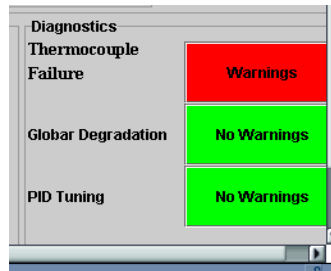 Diagnostics
Thermocouple
Failure
Warnings
Globar Degradation
No Warnings
PID Tuning
No Warnings